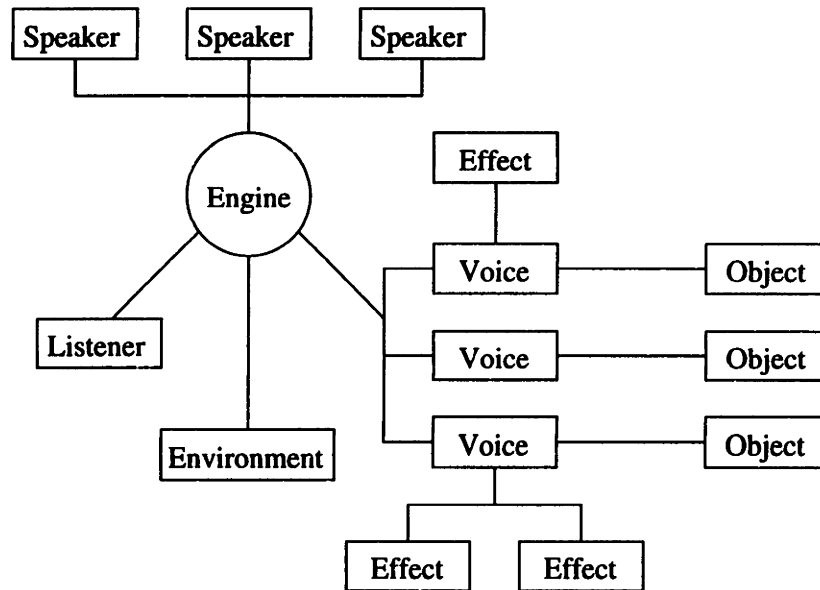 Speaker Speaker Speaker
Effect
Engine
Voice Object
Listener Voice Object
Voice Object
Environment
Effect Effect